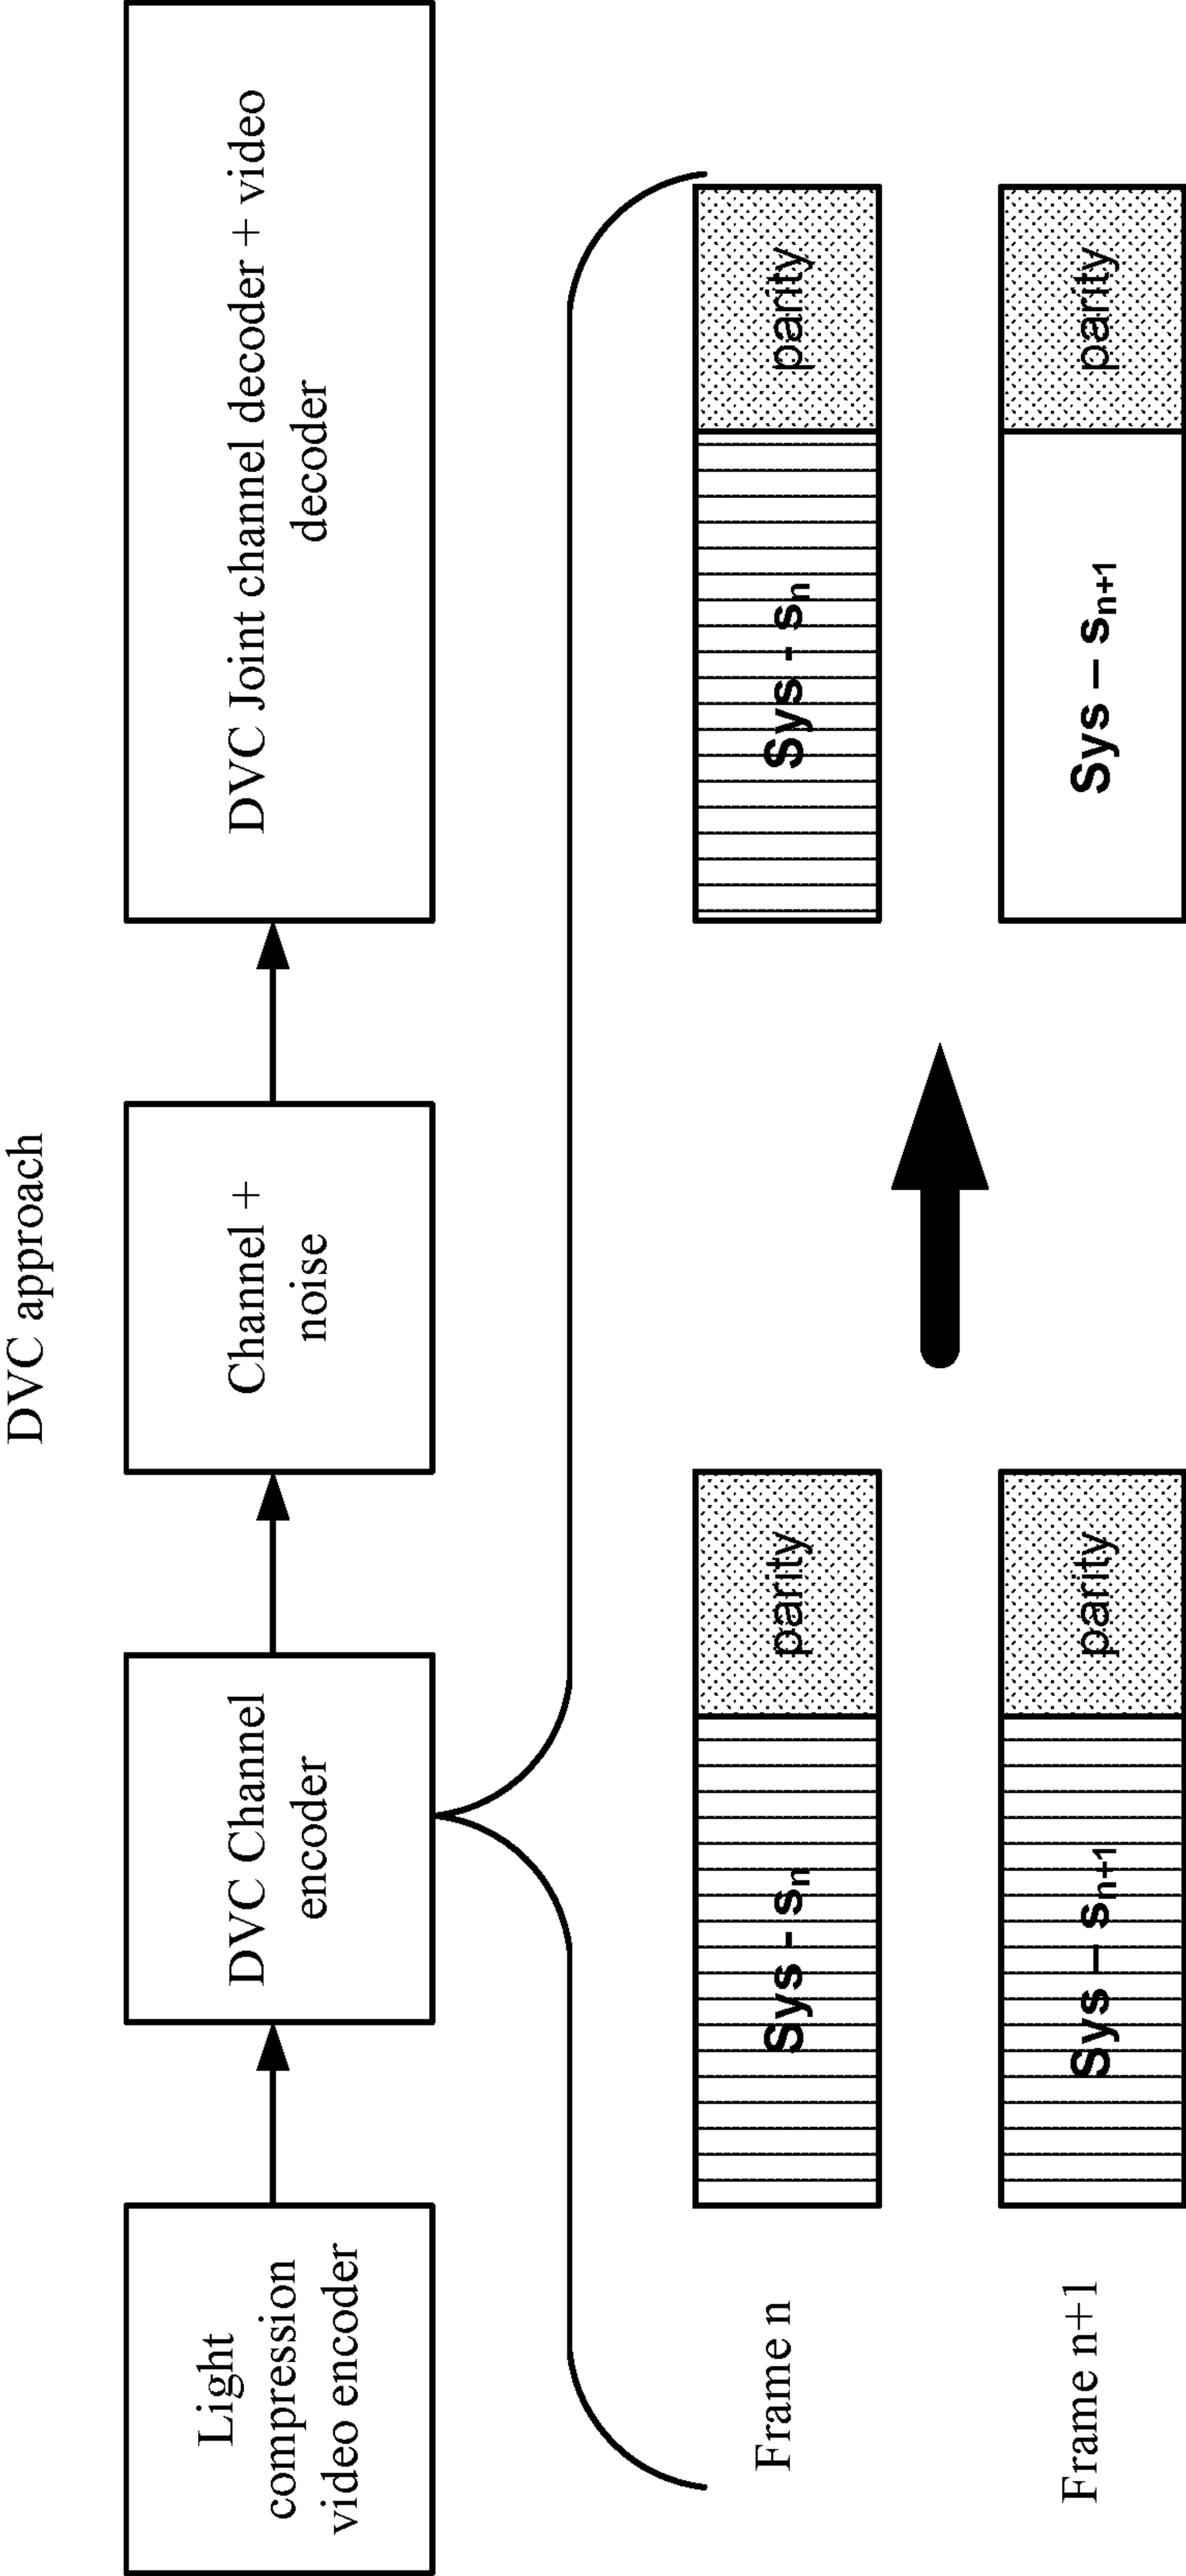 DVC approach
Light
compression
video encoder
DVC Channel
encoder
Channel +
noise
DVC Joint channel decoder + video
decoder
Frame n
Sys - sn
parity
Sys - sn
parity
Frame n+1
Sys – sn+1
parity
Sys – sn+1
parity